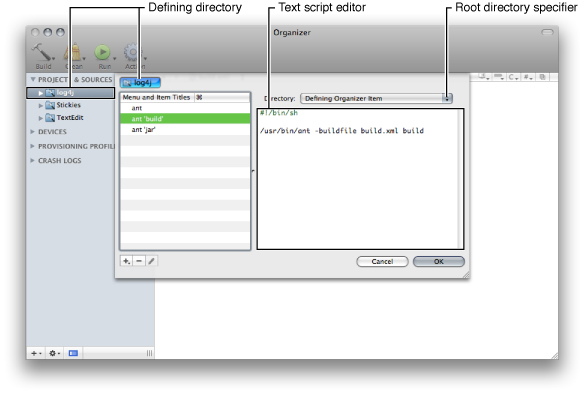 Defining directory
Text script editor
Root directory specifier
Organizer
Build Clean Run Action
PROJECTS & SOURCES
log4j
Stickies
TextEdit
DEVICES
PROVISIONING PROFIL
CRASH LOGS
log4j
Menu and Item Titles ⌘
ant
ant 'build'
ant 'jar'
Directory: Defining Organizer Item
#!/bin/sh
/usr/bin/ant -buildfile build.xml build
Cancel OK